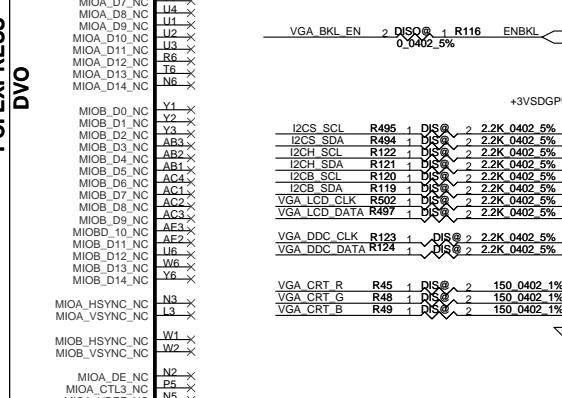 MIOA_D7_NC
MIOA_D8_NC U4
MIOA_D9_NC U1
MIOA_D10_NC U2
MIOA_D11_NC U3
MIOA_D12_NC R6
MIOA_D13_NC T6
MIOA_D14_NC N6
DVO
MIOB_D0_NC Y1
MIOB_D1_NC Y2
MIOB_D2_NC Y3
MIOB_D3_NC AB3
MIOB_D4_NC AB2
MIOB_D5_NC AB1
MIOB_D6_NC AC4
MIOB_D7_NC AC1
MIOB_D8_NC AC2
MIOB_D9_NC AC3
MIOBD_10_NC AE3
MIOB_D11_NC AE2
MIOB_D12_NC U6
MIOB_D13_NC W6
MIOB_D14_NC Y6
MIOA_HSYNC_NC N3
MIOA_VSYNC_NC L3
MIOB_HSYNC_NC W1
MIOB_VSYNC_NC W2
MIOA_DE_NC N2
MIOA_CTL3_NC P5
N5
VGA_BKL_EN 2 DISO@ 1 R116 ENBKL
0_0402_5%
+3VSDGP
I2CS_SCL R495 1 DIS@ 2 2.2K_0402_5%
I2CS_SDA R494 1 DIS@ 2 2.2K_0402_5%
I2CH_SCL R122 1 DIS@ 2 2.2K_0402_5%
I2CH_SDA R121 1 DIS@ 2 2.2K_0402_5%
I2CB_SCL R120 1 DIS@ 2 2.2K_0402_5%
I2CB_SDA R119 1 DIS@ 2 2.2K_0402_5%
VGA_LCD_CLK R502 1 DIS@ 2 2.2K_0402_5%
VGA_LCD_DATA R497 1 DIS@ 2 2.2K_0402_5%
VGA_DDC_CLK R123 1 DIS@ 2 2.2K_0402_5%
VGA_DDC_DATA R124 1 DIS@ 2 2.2K_0402_5%
VGA_CRT_R R45 1 DIS@ 2 150_0402_1%
VGA_CRT_G R48 1 DIS@ 2 150_0402_1%
VGA_CRT_B R49 1 DIS@ 2 150_0402_1%